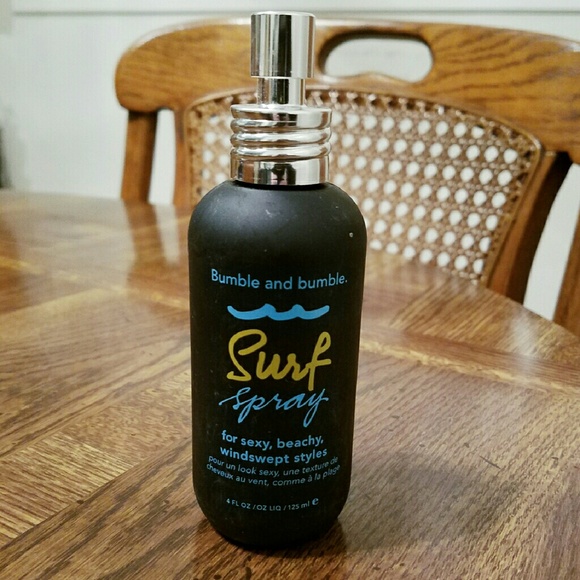 Bumble and bumble.
Surf
spray
for sexy, beachy,
windswept styles
pour un look sexy, une texture de
cheveux au vent, comme à la plage
4 FL OZ / OZ LIQ / 125 ml e